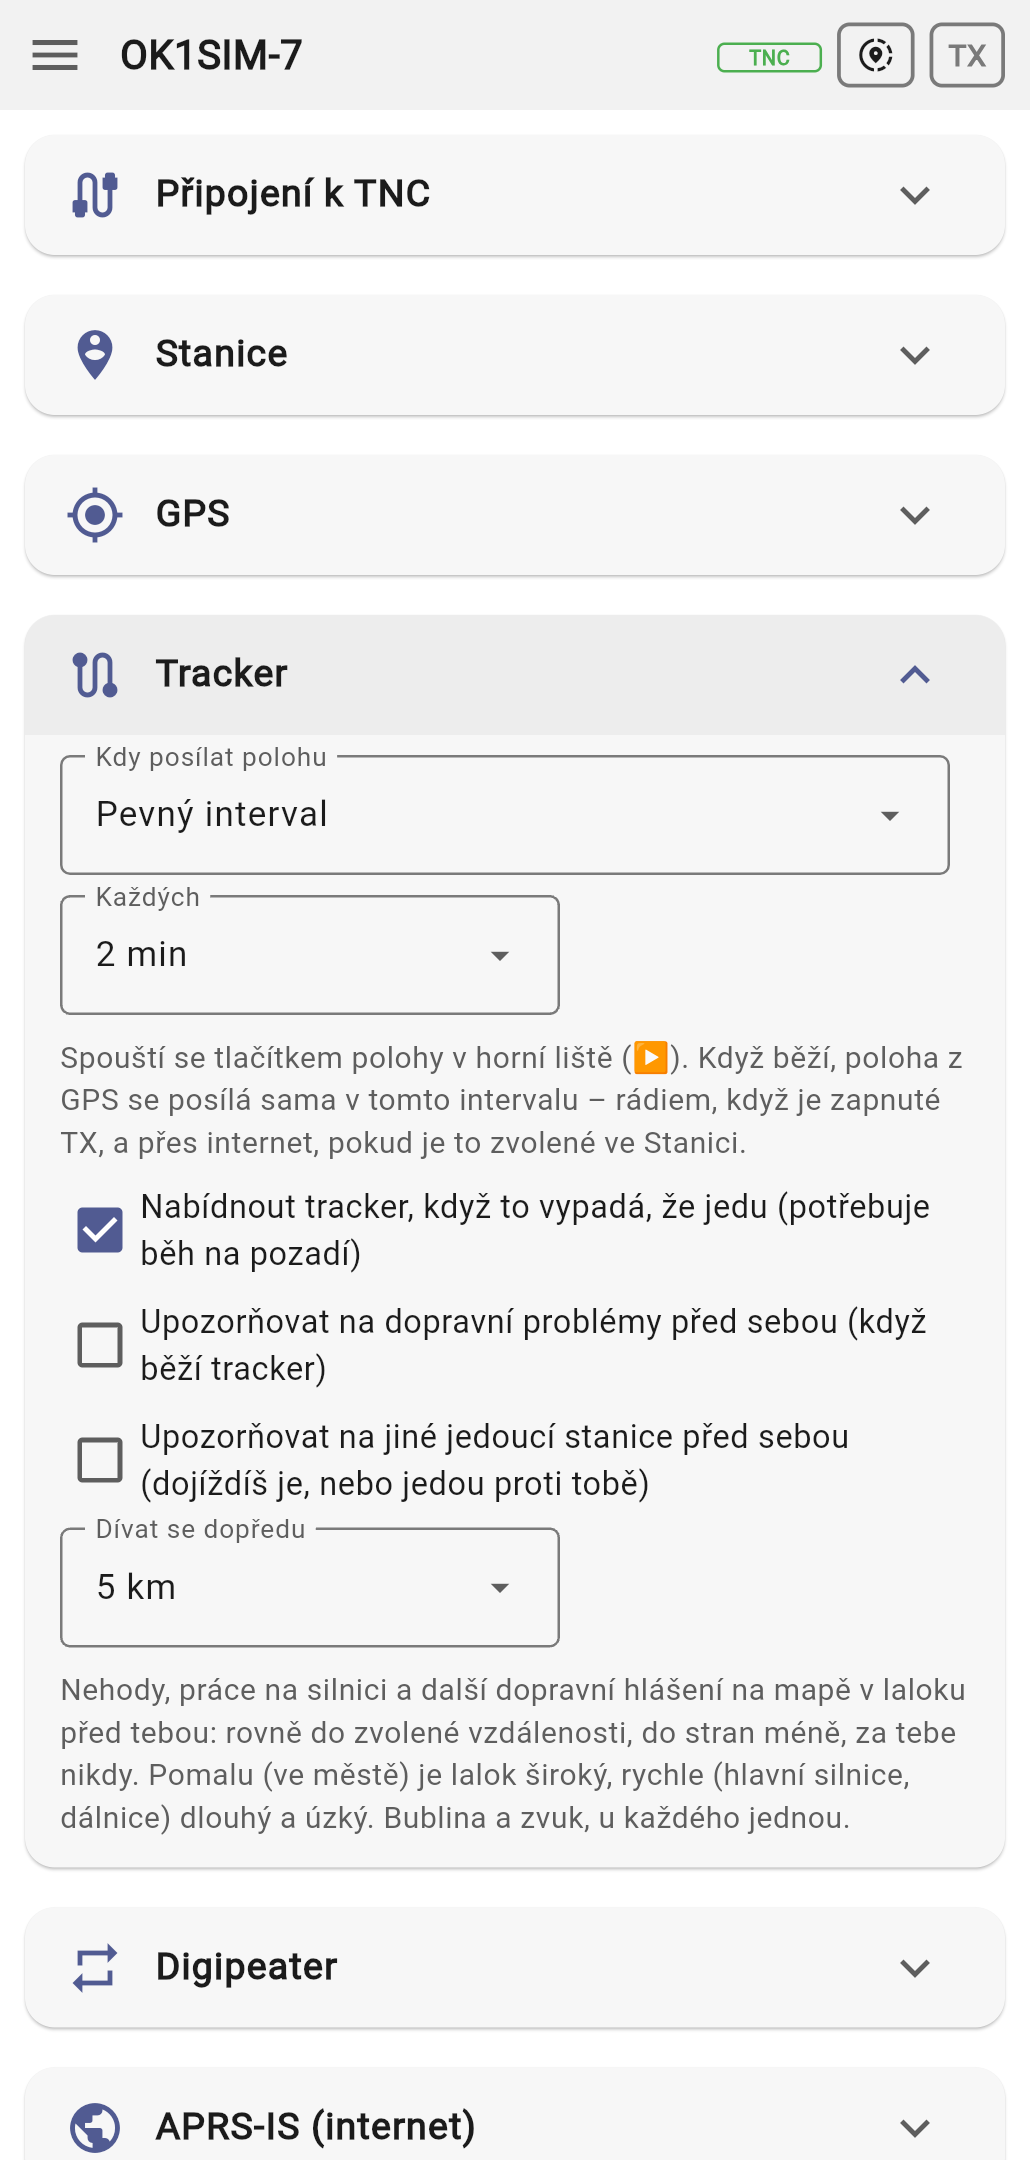 OK1SIM-7
TNC
TX
Připojení k TNC
Stanice
GPS
Tracker
Kdy posílat polohu
Pevný interval
Každých
2 min
Spouští se tlačítkem polohy v horní liště (▶️). Když běží, poloha z
GPS se posílá sama v tomto intervalu – rádiem, když je zapnuté
TX, a přes internet, pokud je to zvolené ve Stanici.
Nabídnout tracker, když to vypadá, že jedu (potřebuje
běh na pozadí)
Upozorňovat na dopravní problémy před sebou (když
běží tracker)
Upozorňovat na jiné jedoucí stanice před sebou
(dojíždíš je, nebo jedou proti tobě)
Dívat se dopředu
5 km
Nehody, práce na silnici a další dopravní hlášení na mapě v laloku
před tebou: rovně do zvolené vzdálenosti, do stran méně, za tebe
nikdy. Pomalu (ve městě) je lalok široký, rychle (hlavní silnice,
dálnice) dlouhý a úzký. Bublina a zvuk, u každého jednou.
Digipeater
APRS-IS (internet)